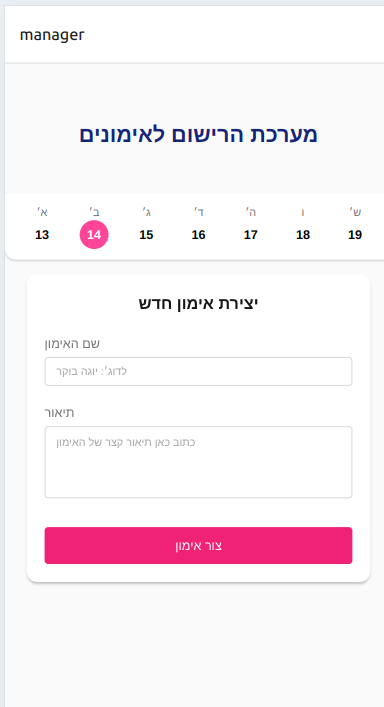 manager
מערכת הרישום לאימונים
א׳ ב׳ ג׳ ד׳ ה׳ ו ש׳
13 14 15 16 17 18 19
יצירת אימון חדש
שם האימון
לדוג׳: יוגה בוקר
תיאור
כתוב כאן תיאור קצר של האימון
צור אימון